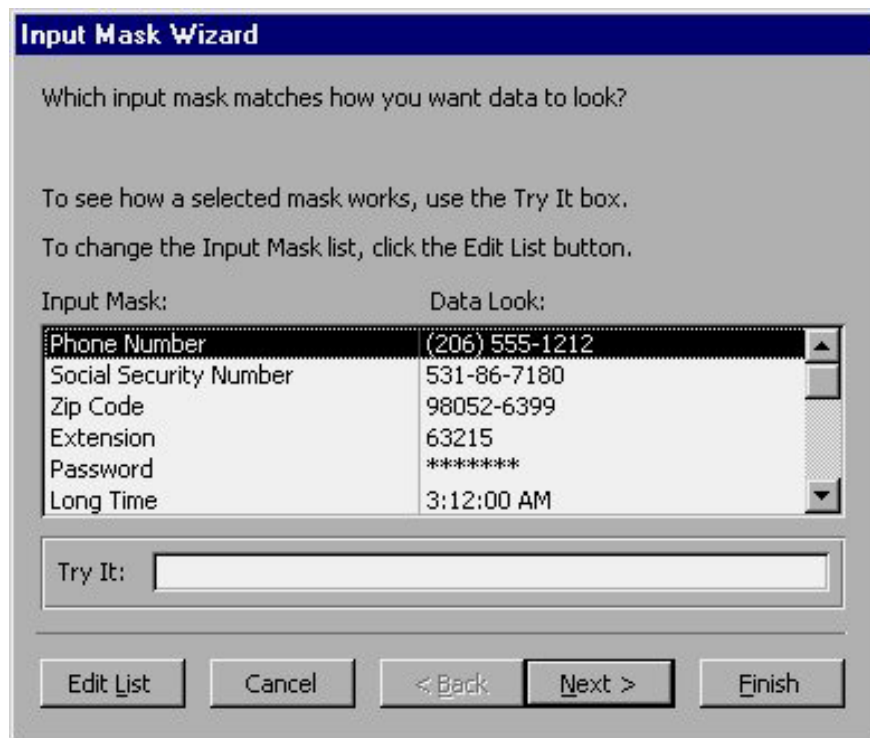 Input Mask Wizard
Which input mask matches how you want data to look?
To see how a selected mask works, use the Try It box.
To change the Input Mask list, click the Edit List button.
Input Mask: Data Look:
Phone Number (206) 555-1212
Social Security Number 531-86-7180
Zip Code 98052-6399
Extension 63215
Password *******
Long Time 3:12:00 AM
Try It:
Edit List Cancel < Back Next > Finish